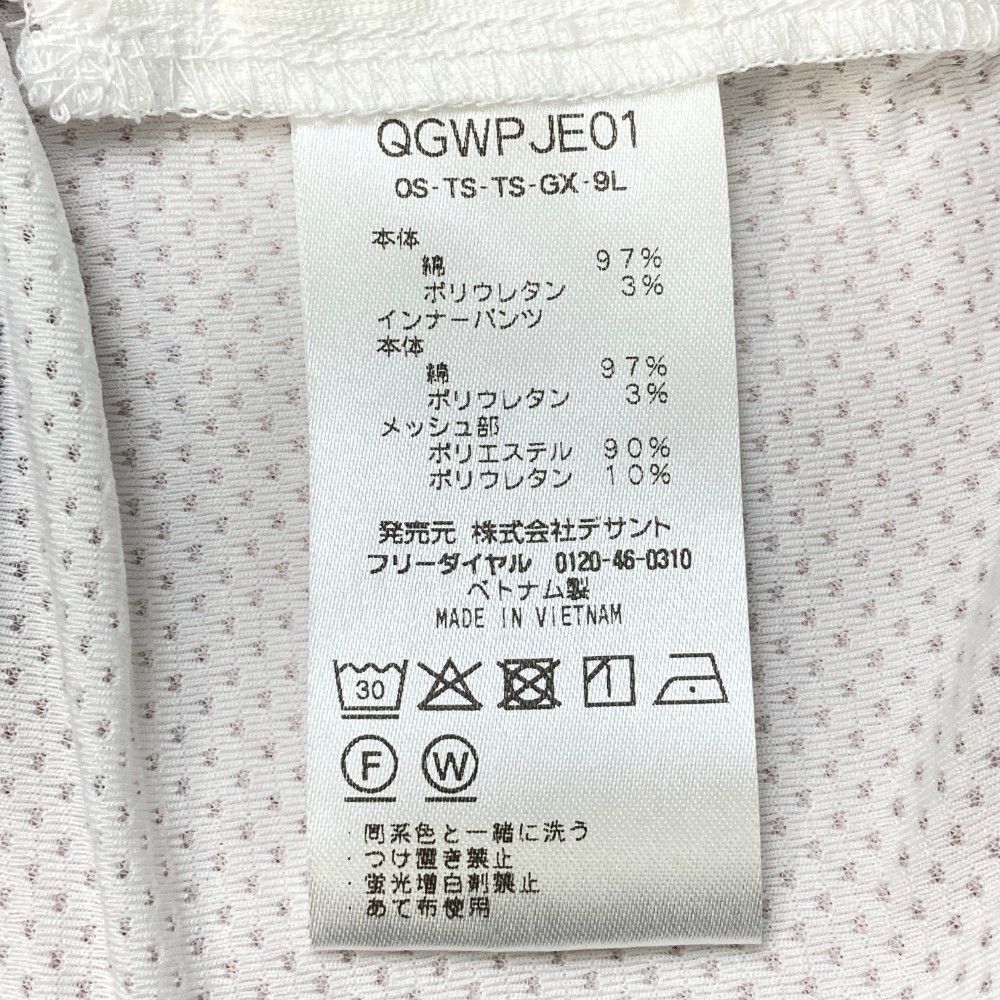 QGWPJE01
OS-TS-TS-GX-9L
本体
綿 97%
ポリウレタン 3%
インナーパンツ
本体
綿 97%
ポリウレタン 3%
メッシュ部
ポリエステル 90%
ポリウレタン 10%
発売元 株式会社デサント
フリーダイヤル 0120-46-0310
ベトナム製
MADE IN VIETNAM
30
F W
・同系色と一緒に洗う
・つけ置き禁止
・蛍光増白剤禁止
・あて布使用